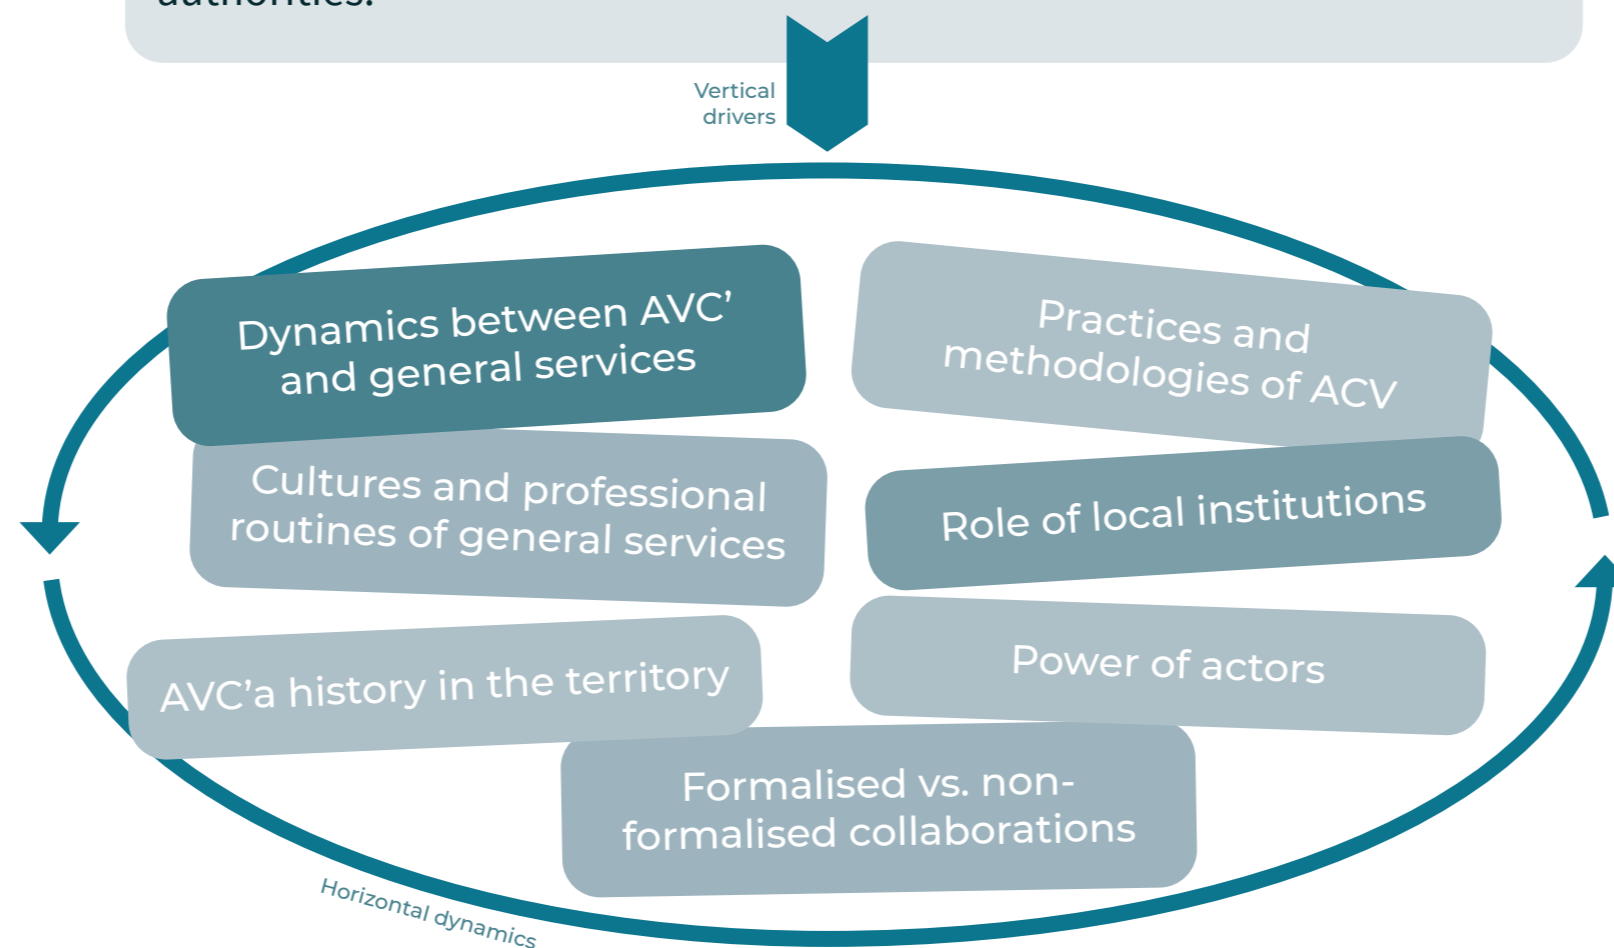 authorities.
Vertical
drivers
Dynamics between AVC’
and general services
Practices and
methodologies of ACV
Cultures and professional
routines of general services
Role of local institutions
AVC’a history in the territory
Power of actors
Formalised vs. non-
formalised collaborations
Horizontal dynamics